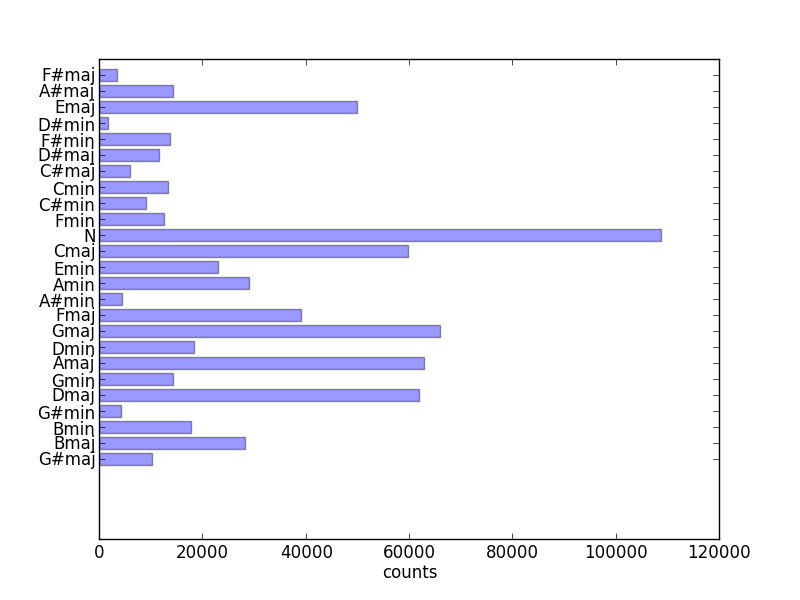 F#maj
A#maj
Emaj
D#min
F#min
D#maj
C#maj
Cmin
C#min
Fmin
N
Cmaj
Emin
Amin
A#min
Fmaj
Gmaj
Dmin
Amaj
Gmin
Dmaj
G#min
Bmin
Bmaj
G#maj
0 20000 40000 60000 80000 100000 120000
counts